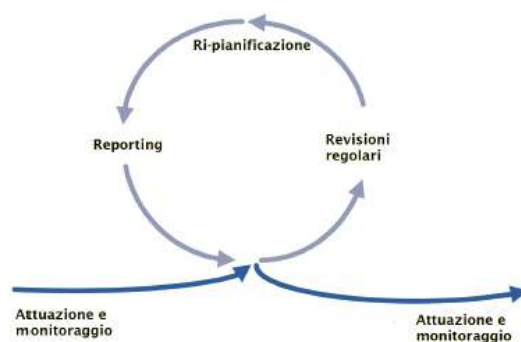 Ri-pianificazione
Reporting
Revisioni
regolari
Attuazione e
monitoraggio
Attuazione e
monitoraggio